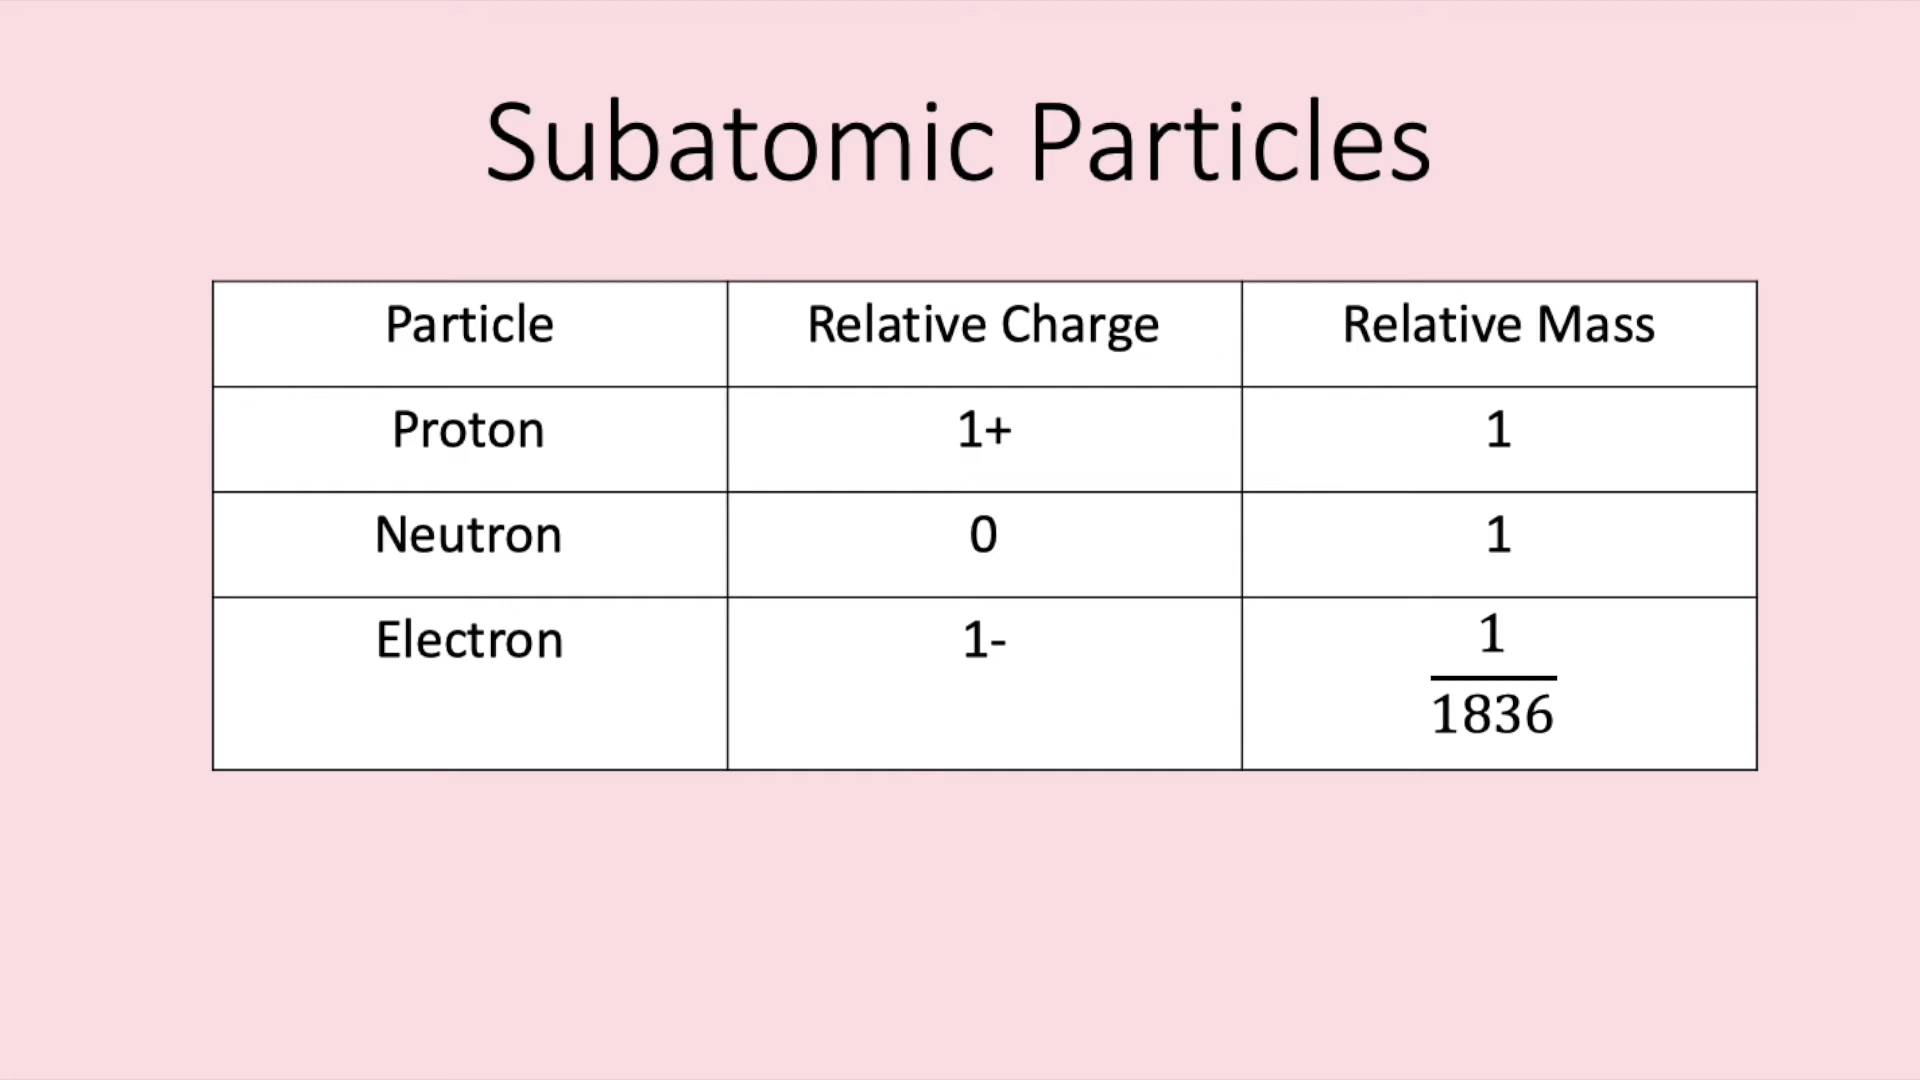 Subatomic Particles
Particle Relative Charge Relative Mass
Proton 1+ 1
Neutron 0 1
Electron 1- 1
1836